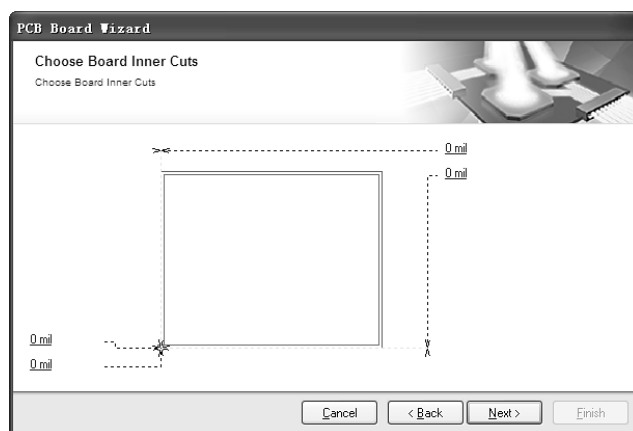 PCB Board Wizard
Choose Board Inner Cuts
Choose Board Inner Cuts
0 mil
0 mil
0 mil
0 mil
Cancel
< Back
Next >
Finish